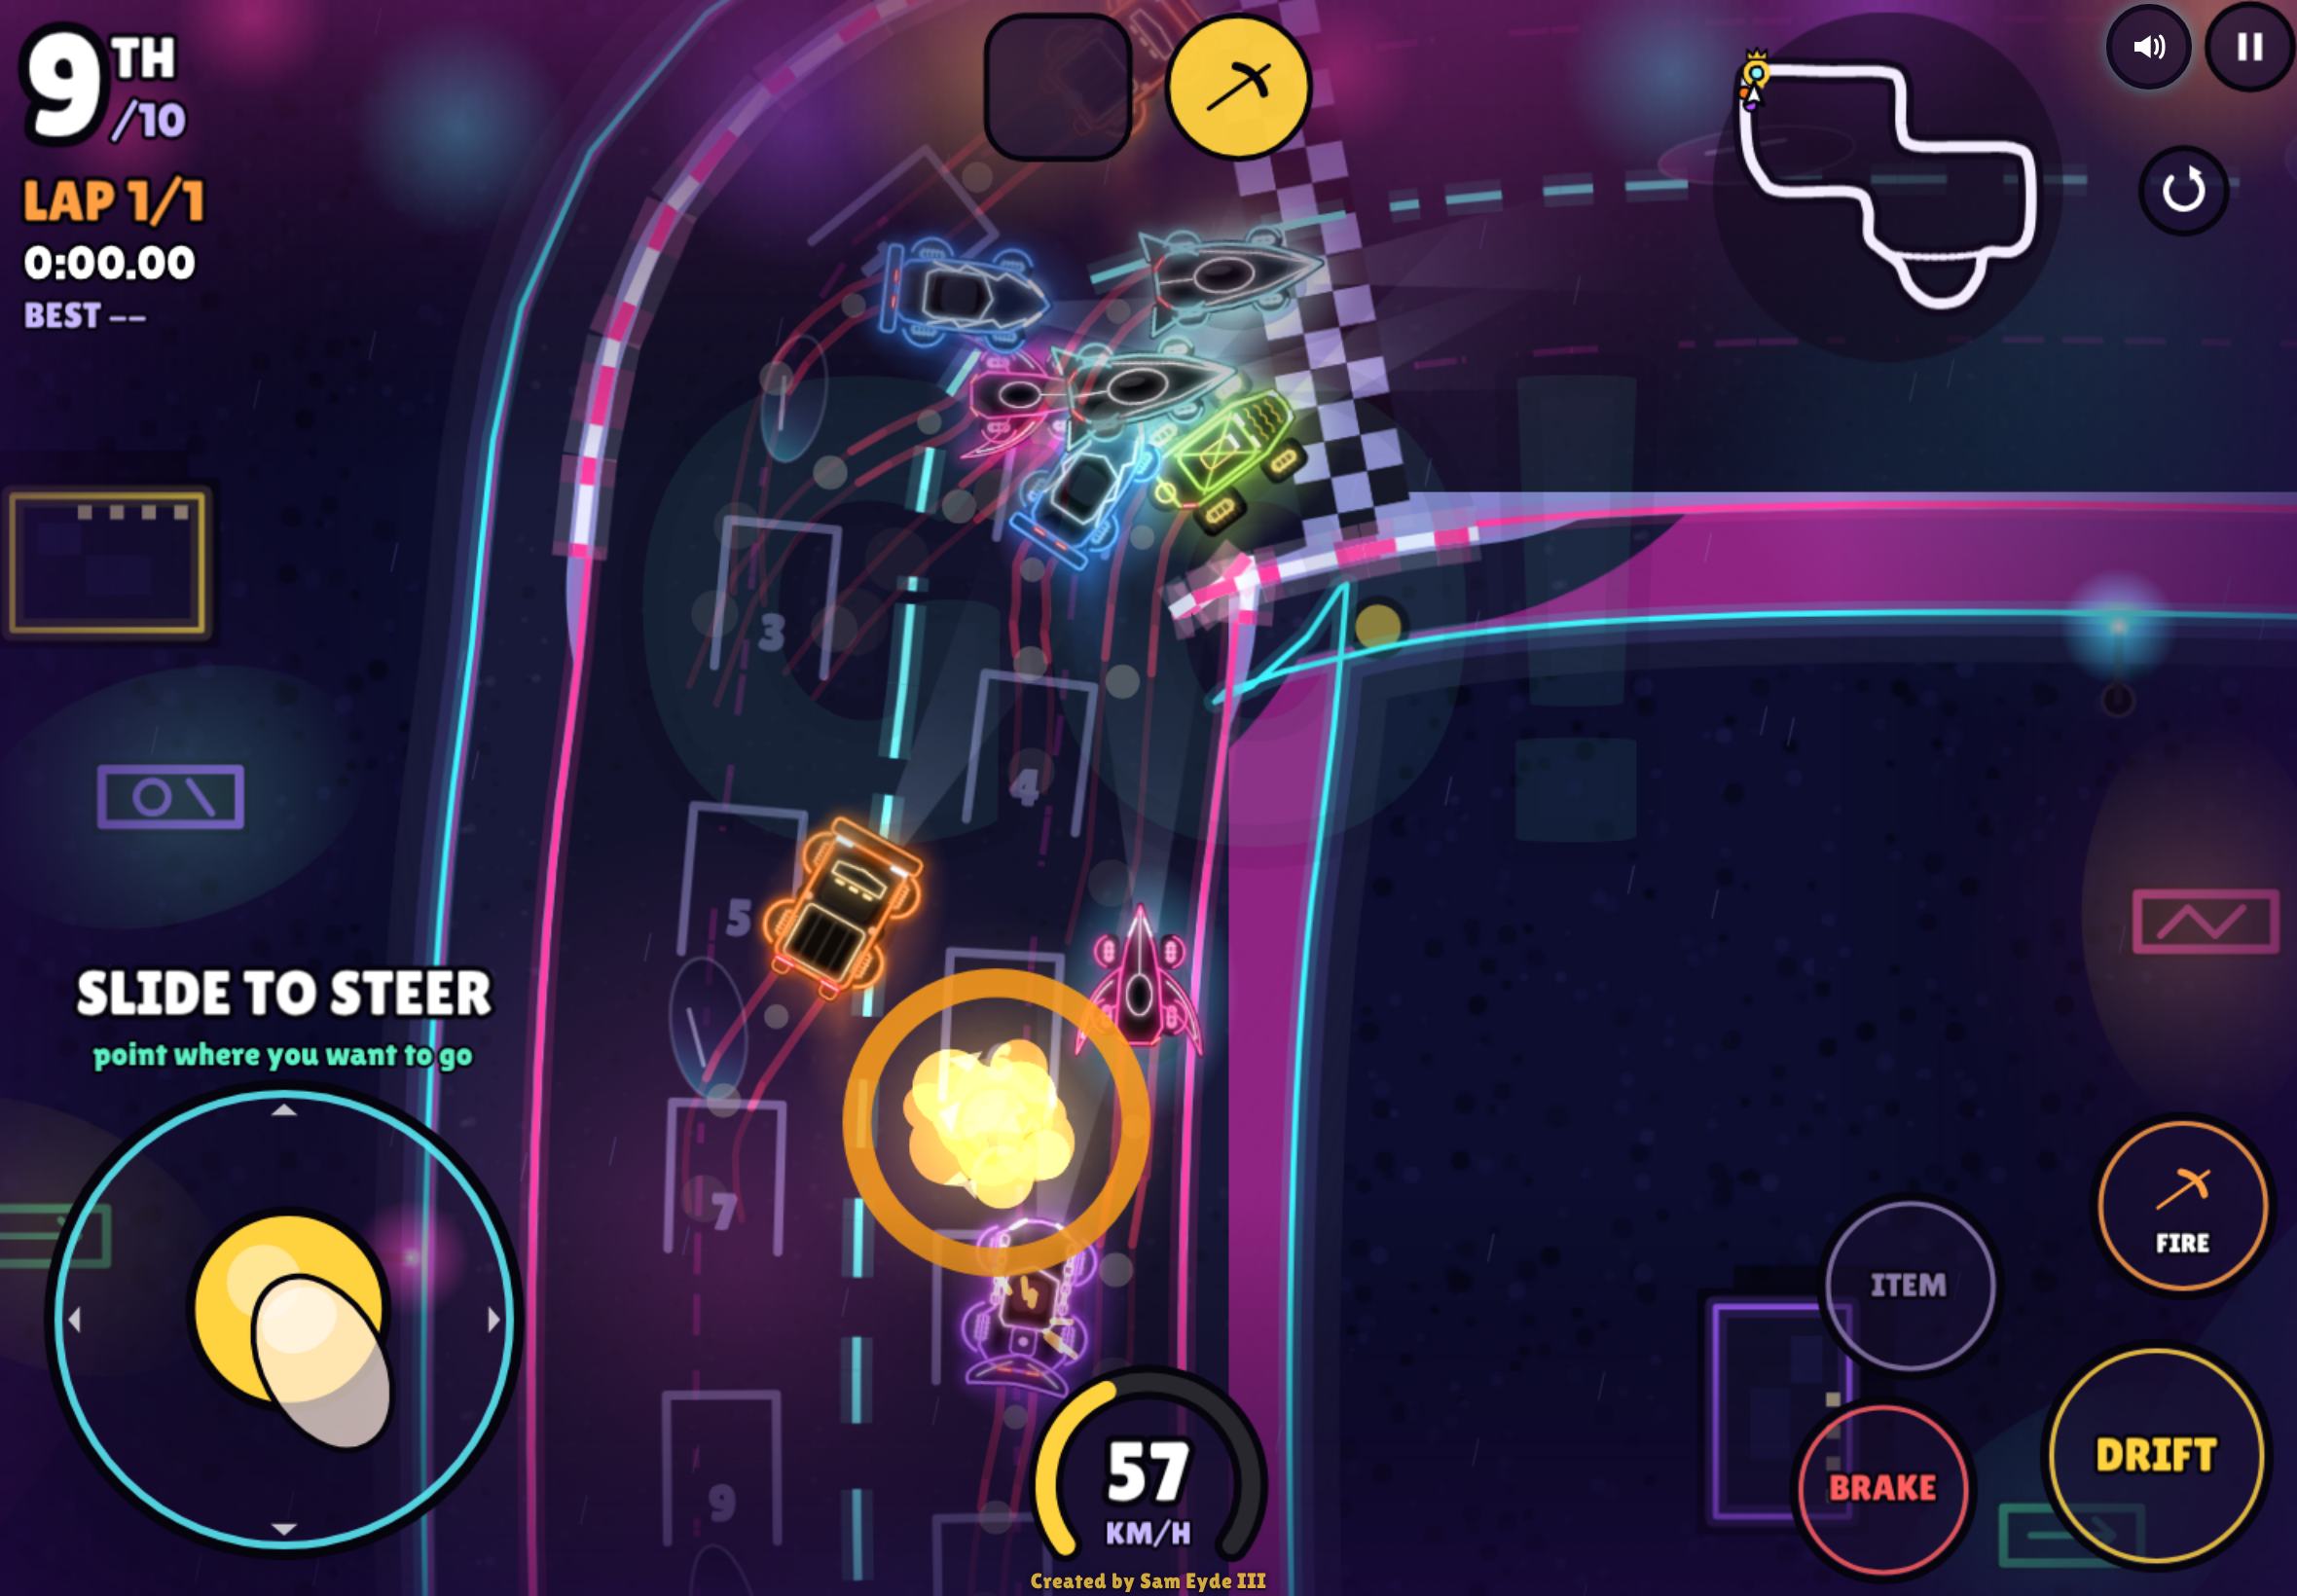 9TH
/10
LAP 1/1
0:00.00
BEST --
GO!
3
4
5
7
9
SLIDE TO STEER
point where you want to go
FIRE
ITEM
DRIFT
BRAKE
57
KM/H
Created by Sam Eyde III